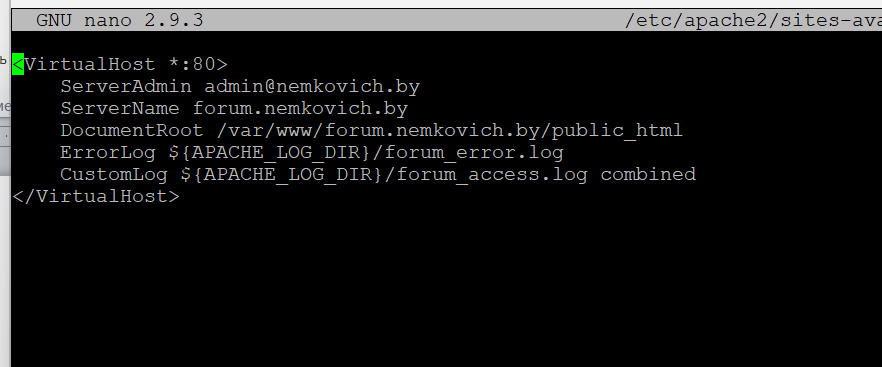 GNU nano 2.9.3 /etc/apache2/sites-ava
<VirtualHost *:80>
ServerAdmin admin@nemkovich.by
ServerName forum.nemkovich.by
DocumentRoot /var/www/forum.nemkovich.by/public_html
ErrorLog ${APACHE_LOG_DIR}/forum_error.log
CustomLog ${APACHE_LOG_DIR}/forum_access.log combined
</VirtualHost>